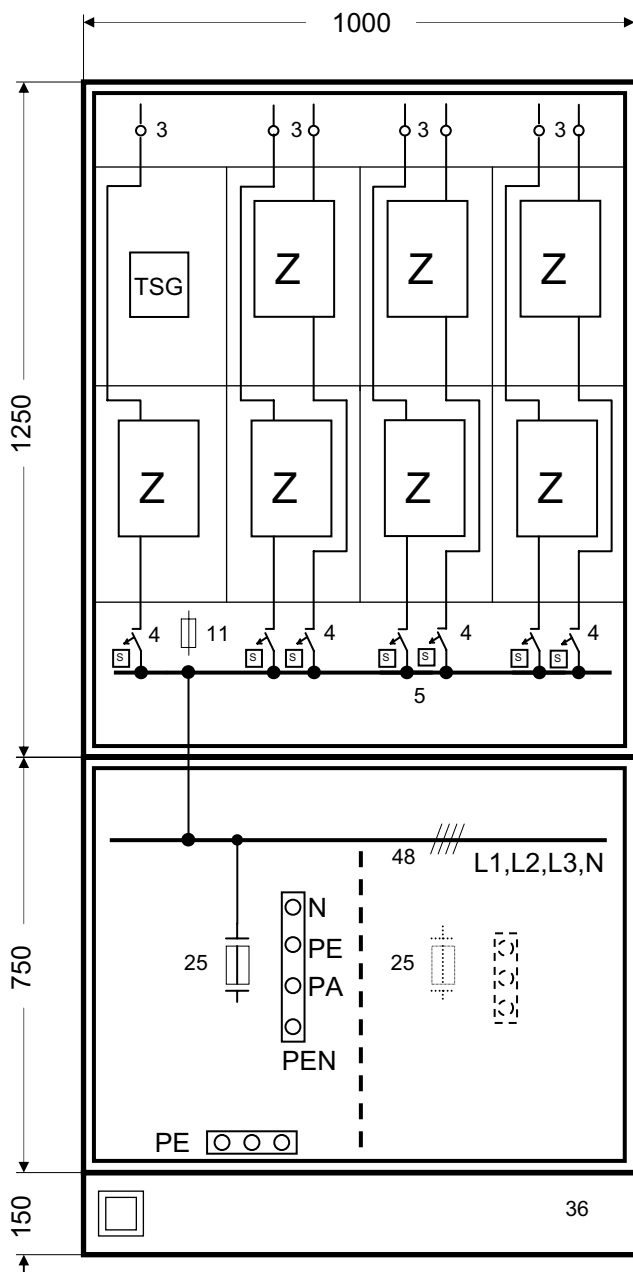 1000
3 3 3 3
Z Z Z
TSG
1250
Z Z Z Z
4 11 4 4 4
S S S S S S S
5
48 L1,L2,L3,N
N
25 PE 25
PA
750
PEN
PE
150
36